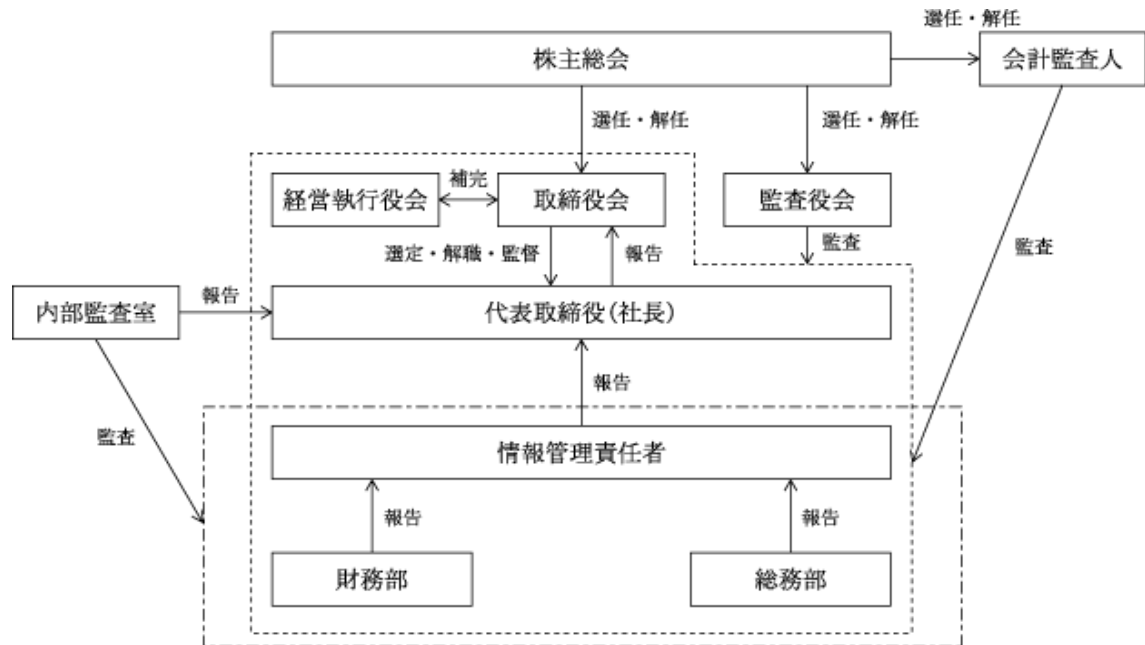 選任・解任
株主総会
会計監査人
選任・解任
選任・解任
経営執行役会
補完
取締役会
監査役会
選定・解職・監督
報告
監査
監査
内部監査室
報告
代表取締役(社長)
報告
監査
情報管理責任者
報告
報告
財務部
総務部